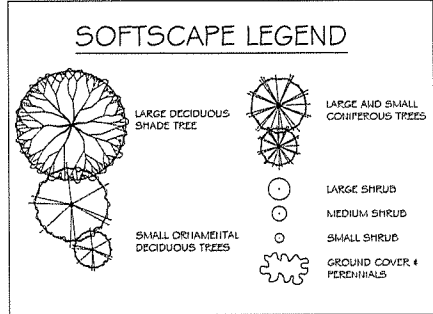 SOFTSCAPE LEGEND
LARGE DECIDUOUS
SHADE TREE
SMALL ORNAMENTAL
DECIDUOUS TREES
LARGE AND SMALL
CONIFEROUS TREES
LARGE SHRUB
MEDIUM SHRUB
SMALL SHRUB
GROUND COVER &
PERENNIALS